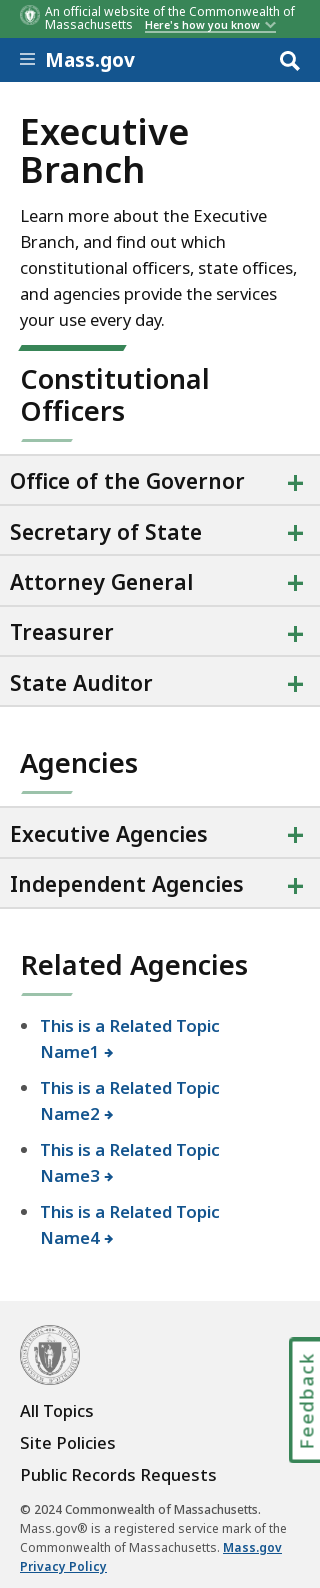 An official website of the Commonwealth of
Massachusetts Here's how you know
Mass.gov
Executive
Branch
Learn more about the Executive
Branch, and find out which
constitutional officers, state offices,
and agencies provide the services
your use every day.
Constitutional
Officers
Office of the Governor
Secretary of State
Attorney General
Treasurer
State Auditor
Agencies
Executive Agencies
Independent Agencies
Related Agencies
This is a Related Topic
Name1
This is a Related Topic
Name2
This is a Related Topic
Name3
This is a Related Topic
Name4
Feedback
All Topics
Site Policies
Public Records Requests
© 2024 Commonwealth of Massachusetts.
Mass.gov® is a registered service mark of the
Commonwealth of Massachusetts. Mass.gov
Privacy Policy